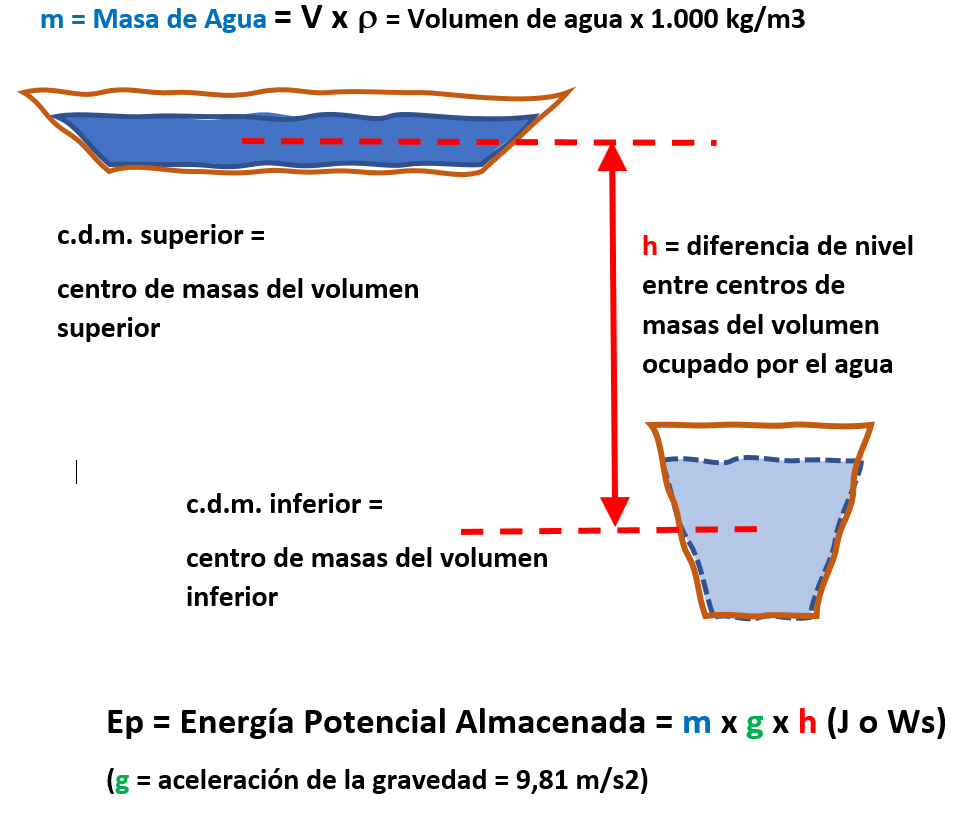 m = Masa de Agua = V x ρ = Volumen de agua x 1.000 kg/m3
c.d.m. superior =
centro de masas del volumen
superior
h = diferencia de nivel
entre centros de
masas del volumen
ocupado por el agua
c.d.m. inferior =
centro de masas del volumen
inferior
Ep = Energía Potencial Almacenada = m x g x h (J o Ws)
(g = aceleración de la gravedad = 9,81 m/s2)